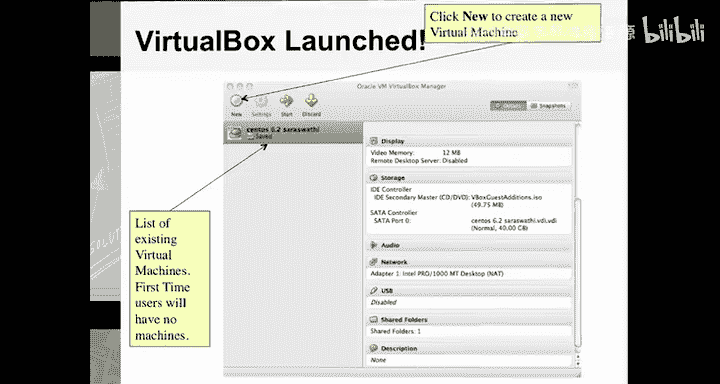 Click New to create a new
Virtual Machine
bilibili
VirtualBox Launched!
Oracle VM VirtualBox Manager
New
Settings
Start
Discard
Snapshots
centos 6.2 saraswathi
Saved
Display
Video Memory: 12 MB
Remote Desktop Server: Disabled
Storage
IDE Controller
IDE Secondary Master (CD/DVD): VBoxGuestAdditions.iso
(49.75 MB)
SATA Controller
SATA Port 0: centos 6.2 saraswathi.vdi.vdi
(Normal, 40.00 GB)
Audio
Network
Adapter 1: Intel PRO/1000 MT Desktop (NAT)
USB
Disabled
Shared Folders
Shared Folders: 1
Description
None
List of
existing
Virtual
Machines.
First Time
users will
have no
machines.